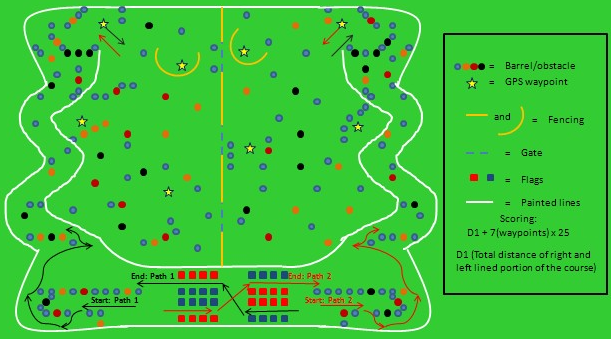 = Barrel/obstacle
= GPS waypoint
and = Fencing
= Gate
= Flags
= Painted lines
Scoring:
D1 + 7(waypoints) x 25
D1 (Total distance of right and
left lined portion of the course)
End: Path 1
End: Path 2
Start: Path 1
Start: Path 2